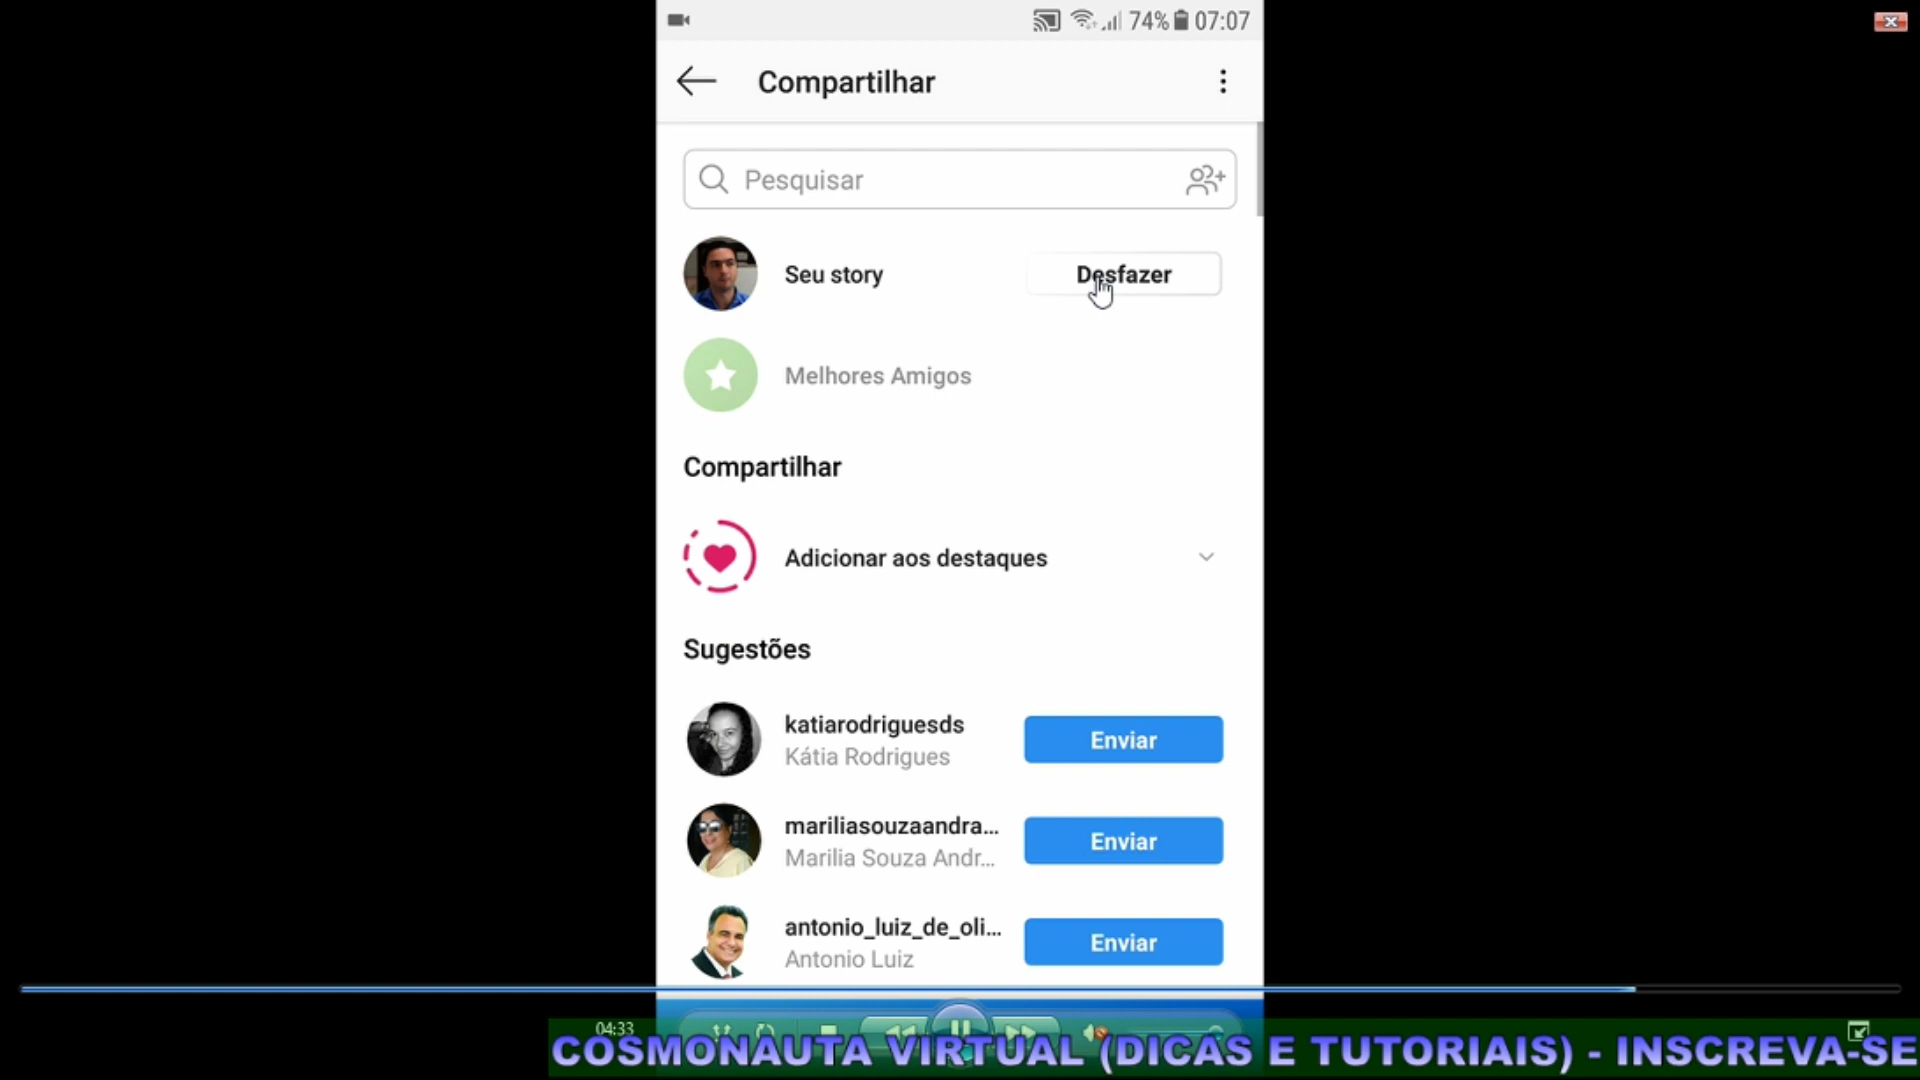 74% 07:07
Compartilhar
Pesquisar
Seu story
Desfazer
Melhores Amigos
Compartilhar
Adicionar aos destaques
Sugestões
katiarodriguesds
Kátia Rodrigues
Enviar
mariliasouzaandra...
Marilia Souza Andr...
Enviar
antonio_luiz_de_oli...
Antonio Luiz
Enviar
04:33
COSMONAUTA VIRTUAL (DICAS E TUTORIAIS) - INSCREVA-SE